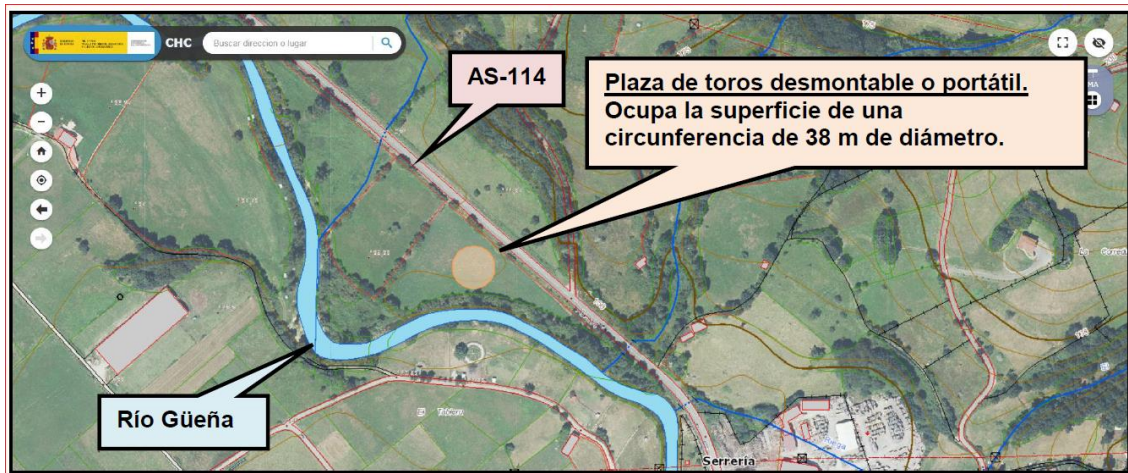 CHC
Buscar direccion o lugar
AS-114
Plaza de toros desmontable o portátil.
Ocupa la superficie de una
circunferencia de 38 m de diámetro.
Río Güeña
Serrería